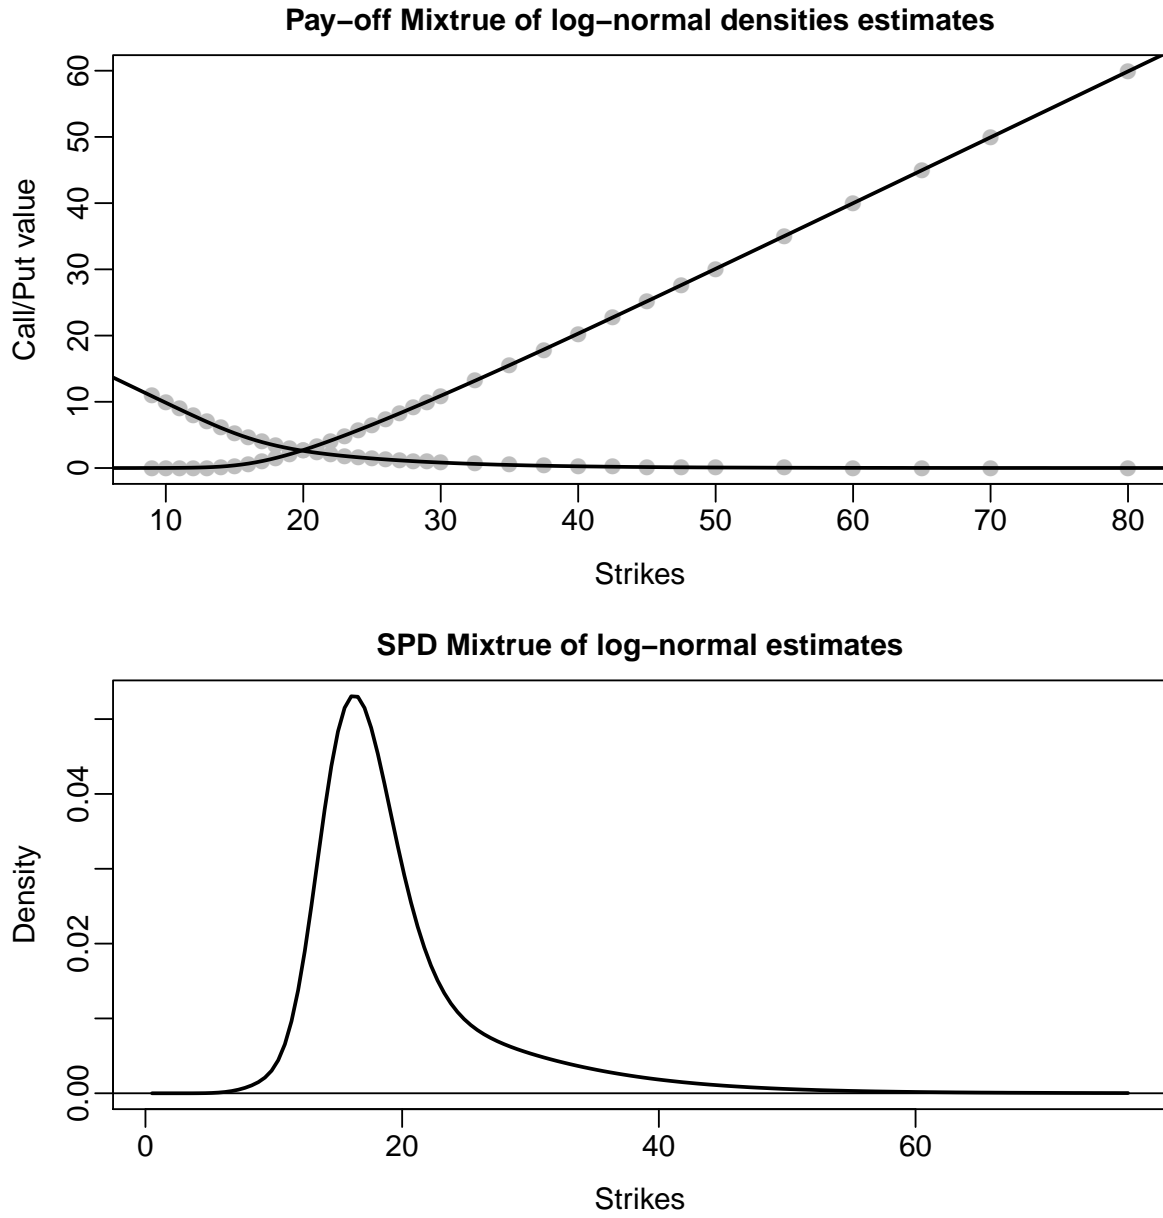 Pay−off Mixtrue of log−normal densities estimates
60
50
40
30
20
10
0
Call/Put value
10 20 30 40 50 60 70 80
Strikes
SPD Mixtrue of log−normal estimates
0.04
0.02
0.00
Density
0 20 40 60
Strikes